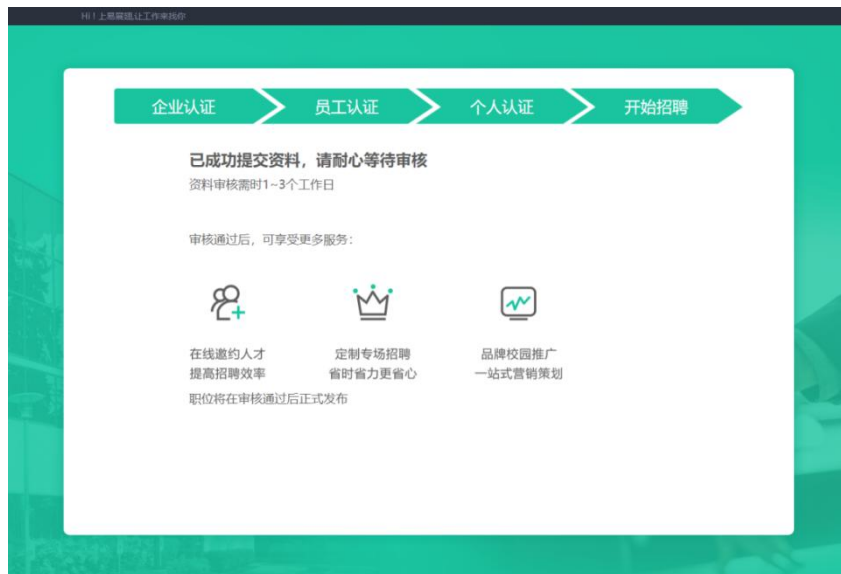 Hi！上易展翅,让工作来找你
企业认证
员工认证
个人认证
开始招聘
已成功提交资料，请耐心等待审核
资料审核需时1~3个工作日
审核通过后，可享受更多服务：
在线邀约人才
提高招聘效率
定制专场招聘
省时省力更省心
品牌校园推广
一站式营销策划
职位将在审核通过后正式发布